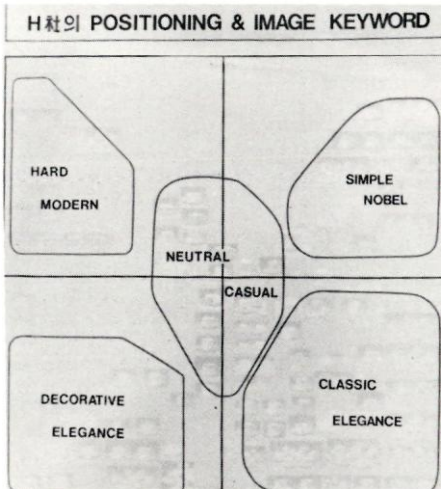 H社의 POSITIONING & IMAGE KEYWORD
HARD
MODERN
SIMPLE
NOBEL
NEUTRAL
CASUAL
DECORATIVE
ELEGANCE
CLASSIC
ELEGANCE